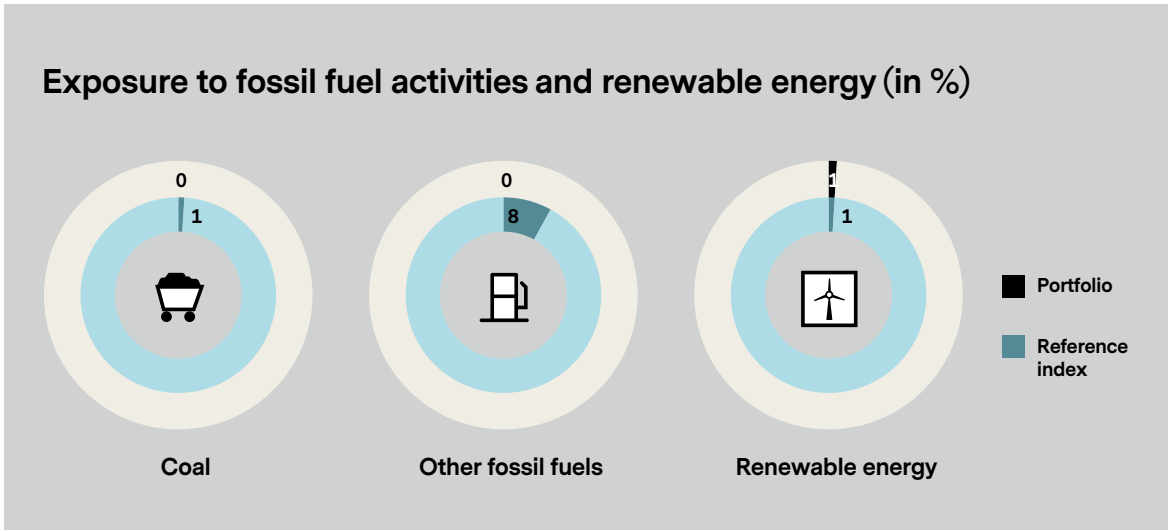 Exposure to fossil fuel activities and renewable energy (in %)
0
1
0
8
1
1
Portfolio
Reference
index
Coal
Other fossil fuels
Renewable energy